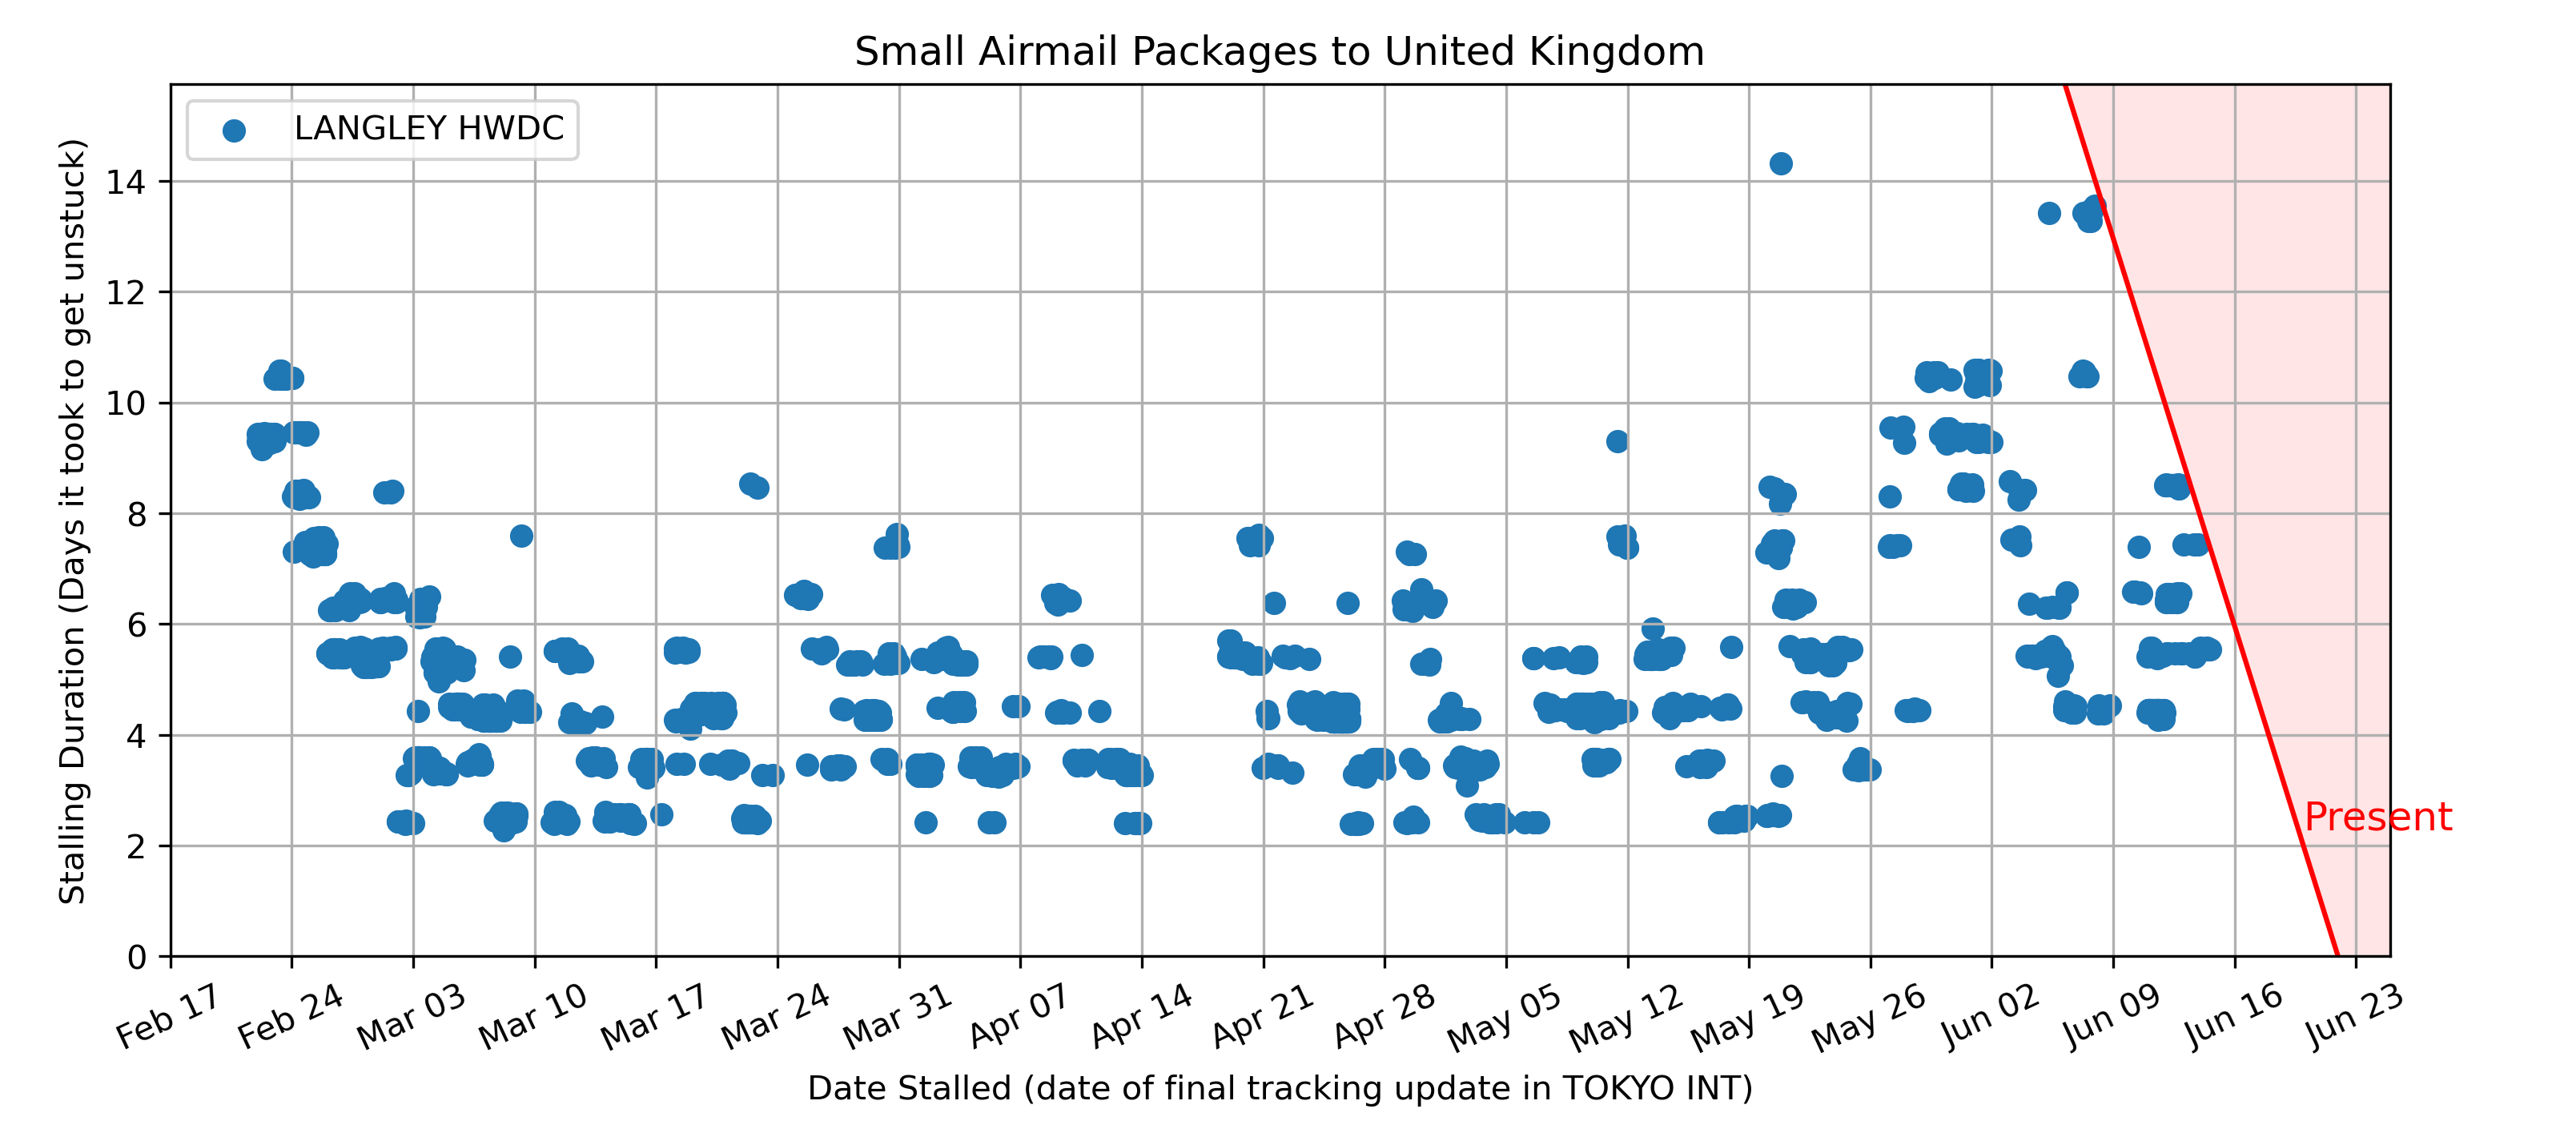 Small Airmail Packages to United Kingdom
LANGLEY HWDC
Stalling Duration (Days it took to get unstuck)
14
12
10
8
6
4
2
0
Present
Feb 17 Feb 24 Mar 03 Mar 10 Mar 17 Mar 24 Mar 31 Apr 07 Apr 14 Apr 21 Apr 28 May 05 May 12 May 19 May 26 Jun 02 Jun 09 Jun 16 Jun 23
Date Stalled (date of final tracking update in TOKYO INT)